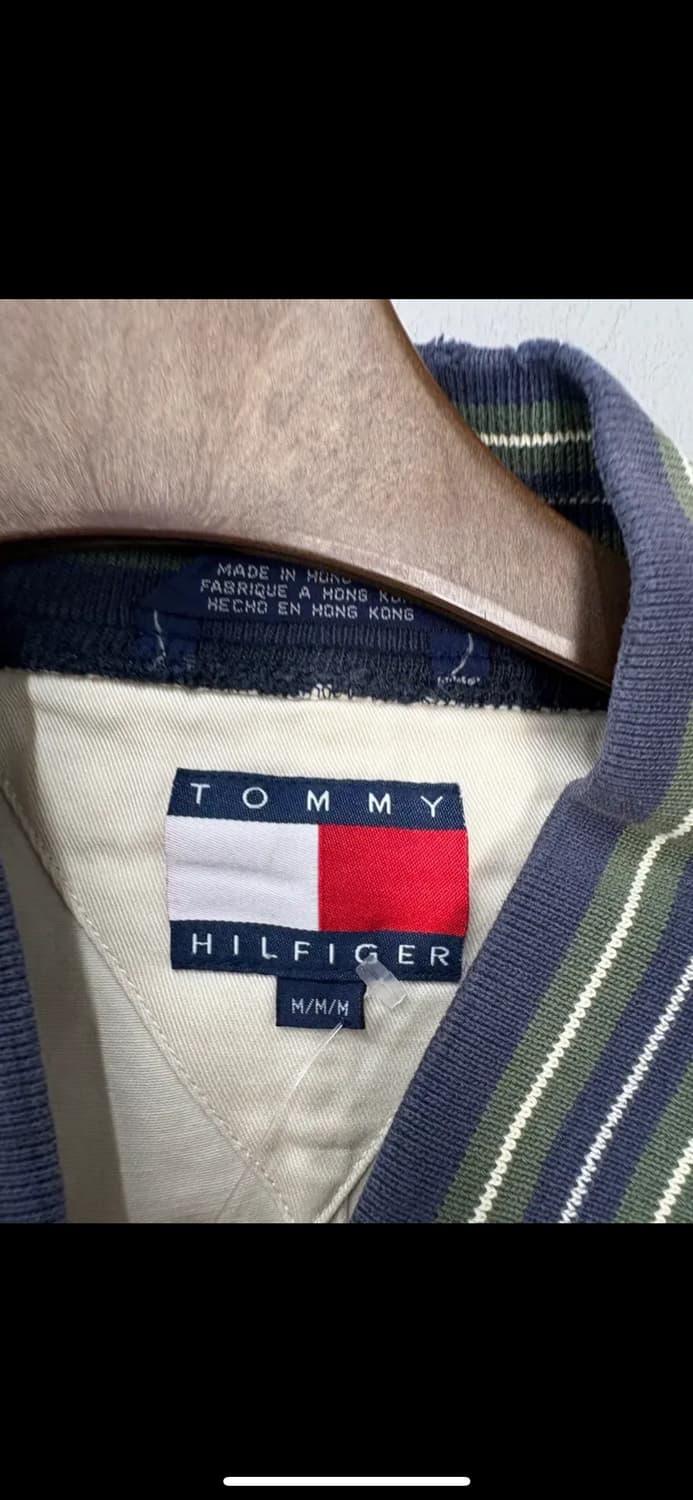 MADE IN
FABRIQUE A HONG
HECHO EN HONG KONG
TOMMY
HILFIGER
M/M/M